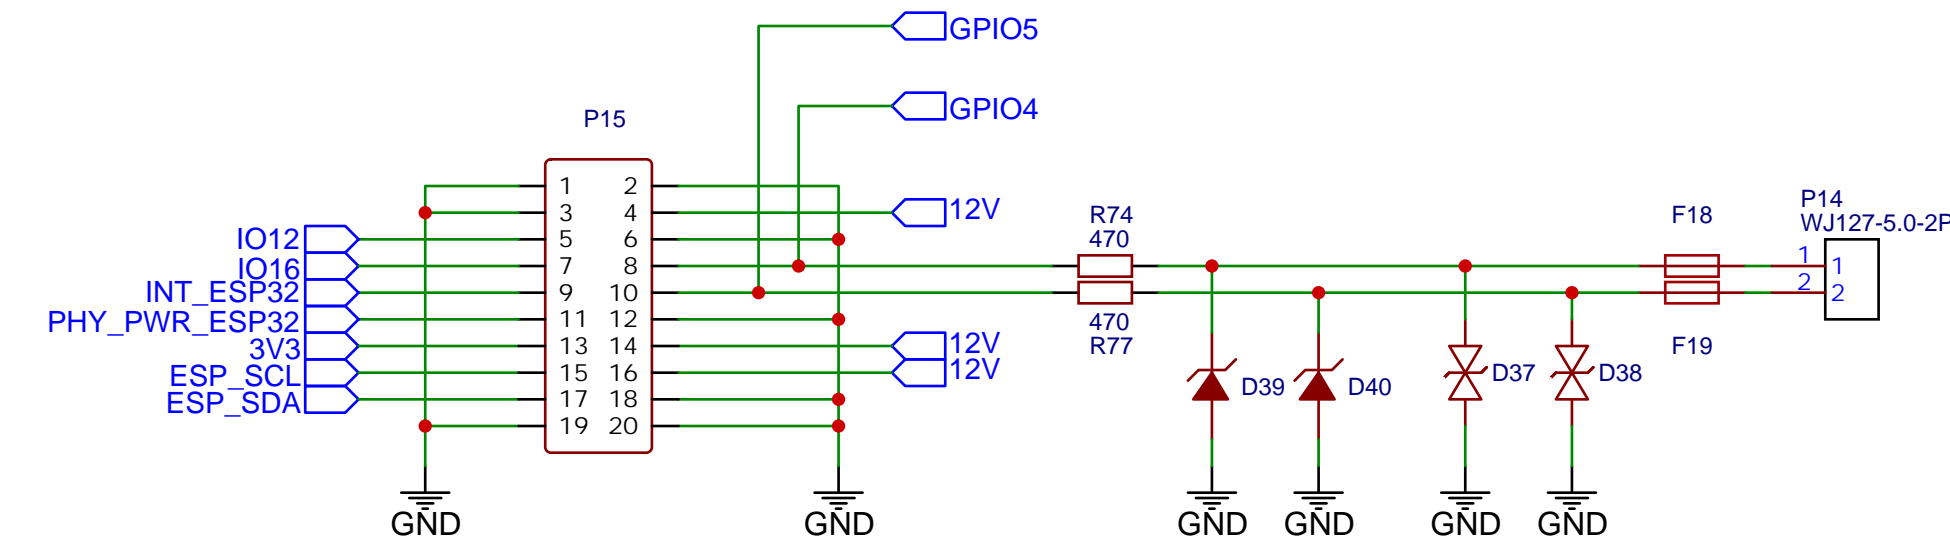 GPIO5
GPIO4
P15
1 2
3 4 12V
IO12 5 6
IO16 7 8
INT_ESP32 9 10
PHY_PWR_ESP32 11 12
3V3 13 14 12V
ESP_SCL 15 16 12V
ESP_SDA 17 18
19 20
GND
GND
R74
470
470
R77
D39
D40
D37
D38
GND
GND
GND
GND
F18
F19
P14
WJ127-5.0-2P
1 1
2 2